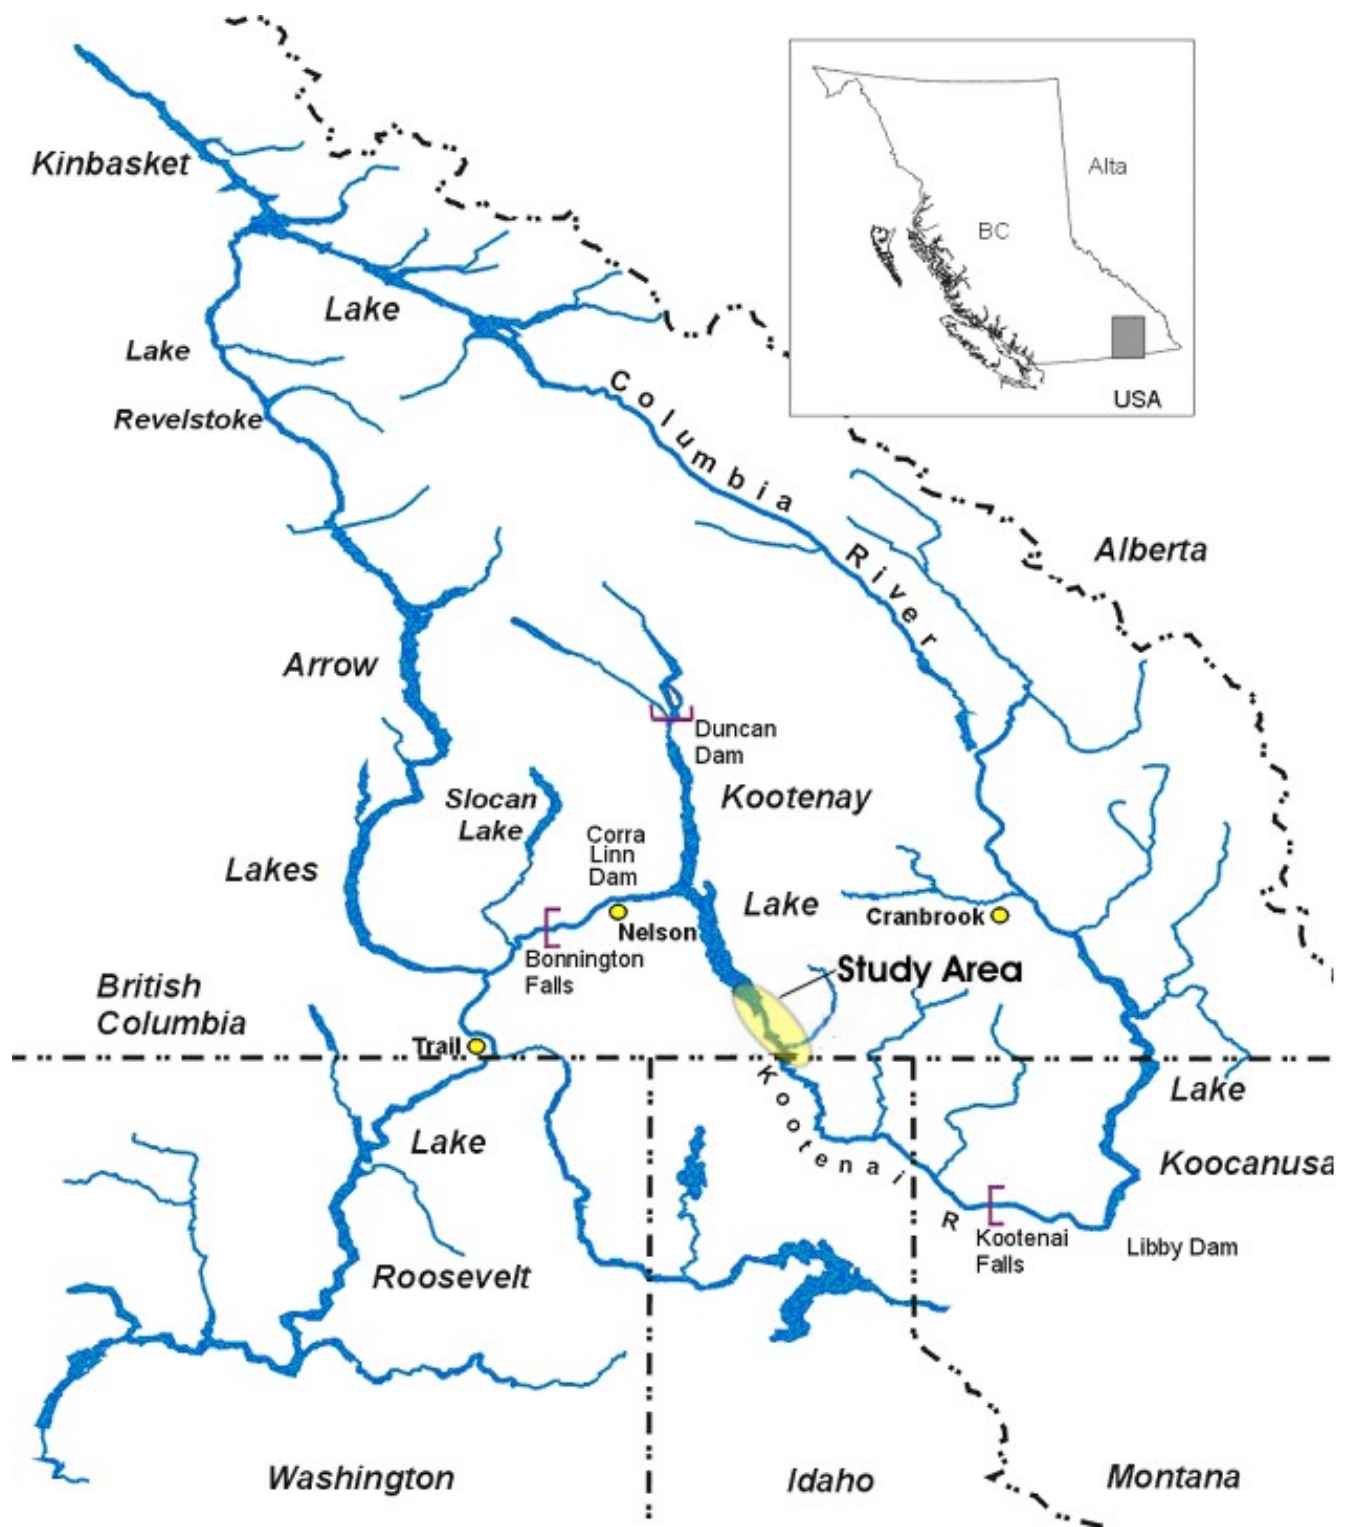 Kinbasket
Lake
Lake
Revelstoke
Columbia
River
Alta
BC
USA
Alberta
Arrow
Lakes
Duncan
Dam
Slocan
Lake
Kootenay
Lake
Corra
Linn
Dam
Nelson
Bonnington
Falls
Cranbrook
Study Area
British
Columbia
Trail
Kootenai
R
Lake
Koocanusa
Lake
Roosevelt
Kootenai
Falls
Libby Dam
Washington
Idaho
Montana